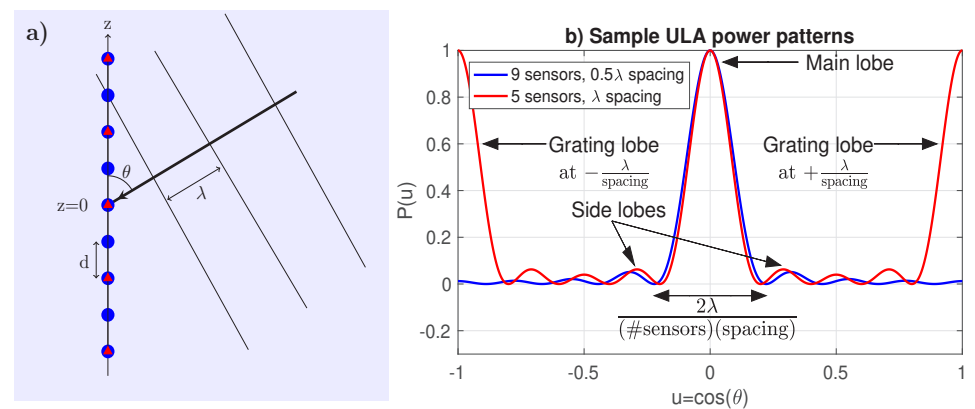 a)
z
θ
z=0
λ
d
b) Sample ULA power patterns
9 sensors, 0.5λ spacing
5 sensors, λ spacing
Main lobe
Grating lobe
at −λ/spacing
Grating lobe
at +λ/spacing
Side lobes
2λ
(#sensors)(spacing)
P(u)
1
0.8
0.6
0.4
0.2
0
-0.2
-1
-0.5
0
0.5
1
u=cos(θ)